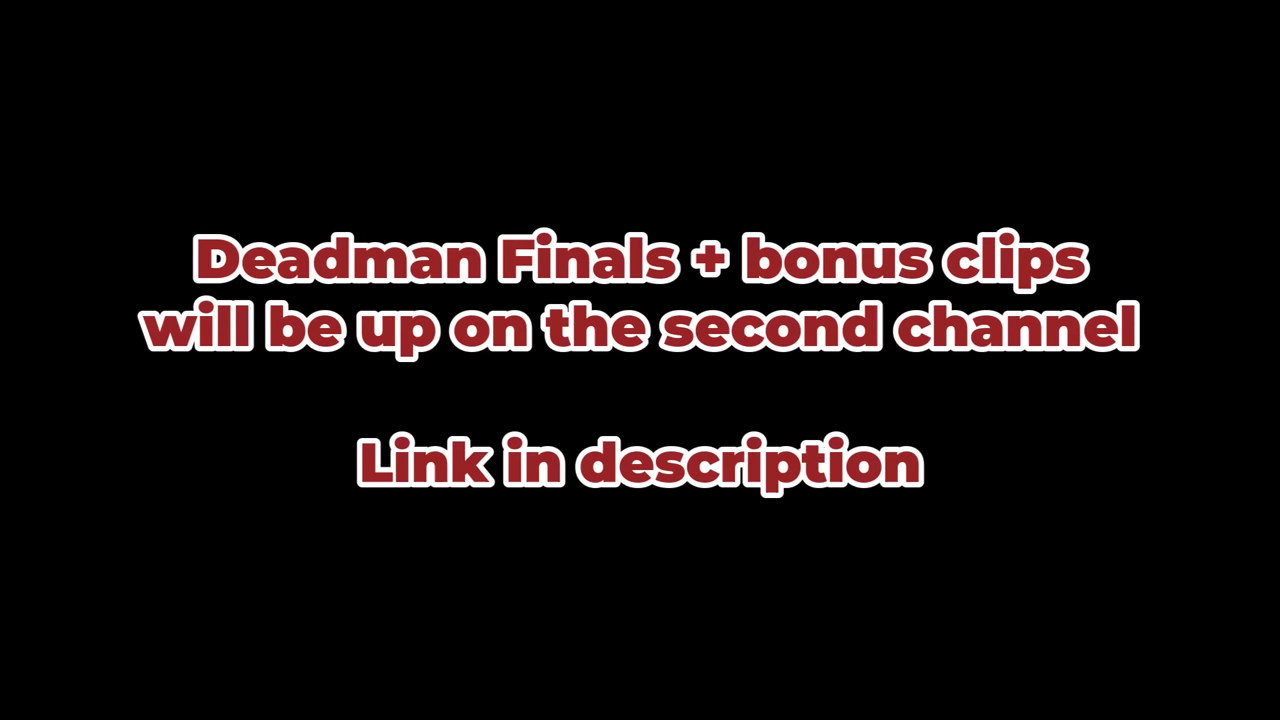 Deadman Finals + bonus clips
will be up on the second channel
Link in description